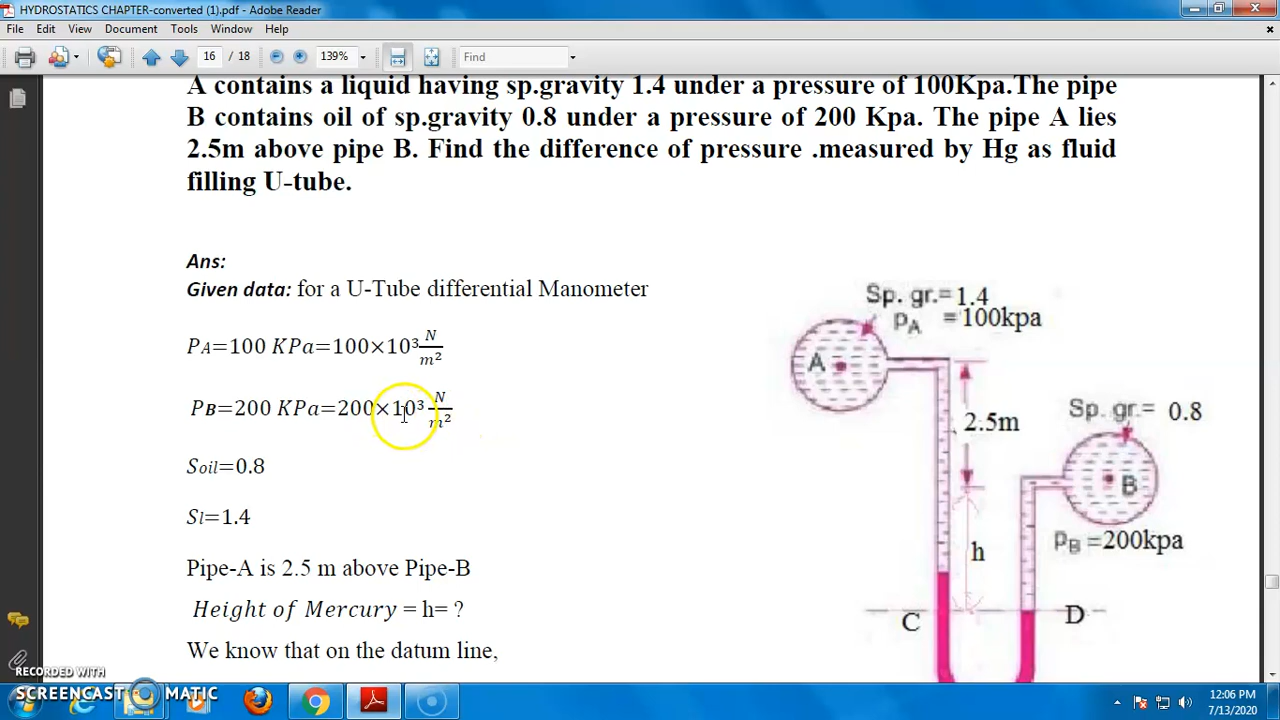 HYDROSTATICS CHAPTER-converted (1).pdf - Adobe Reader
File Edit View Document Tools Window Help
16 / 18 139% Find
A contains a liquid having sp.gravity 1.4 under a pressure of 100Kpa.The pipe
B contains oil of sp.gravity 0.8 under a pressure of 200 Kpa. The pipe A lies
2.5m above pipe B. Find the difference of pressure .measured by Hg as fluid
filling U-tube.
Ans:
Given data: for a U-Tube differential Manometer
PA=100 KPa=100×10³ N/m²
PB=200 KPa=200×10³ N/m²
Soil=0.8
Sl=1.4
Pipe-A is 2.5 m above Pipe-B
Height of Mercury = h= ?
We know that on the datum line,
Sp. gr.= 1.4
pA = 100kpa
A
2.5m
Sp. gr.= 0.8
B
pB =200kpa
h
C
D
RECORDED WITH
SCREENCAST MATIC
12:06 PM
7/13/2020